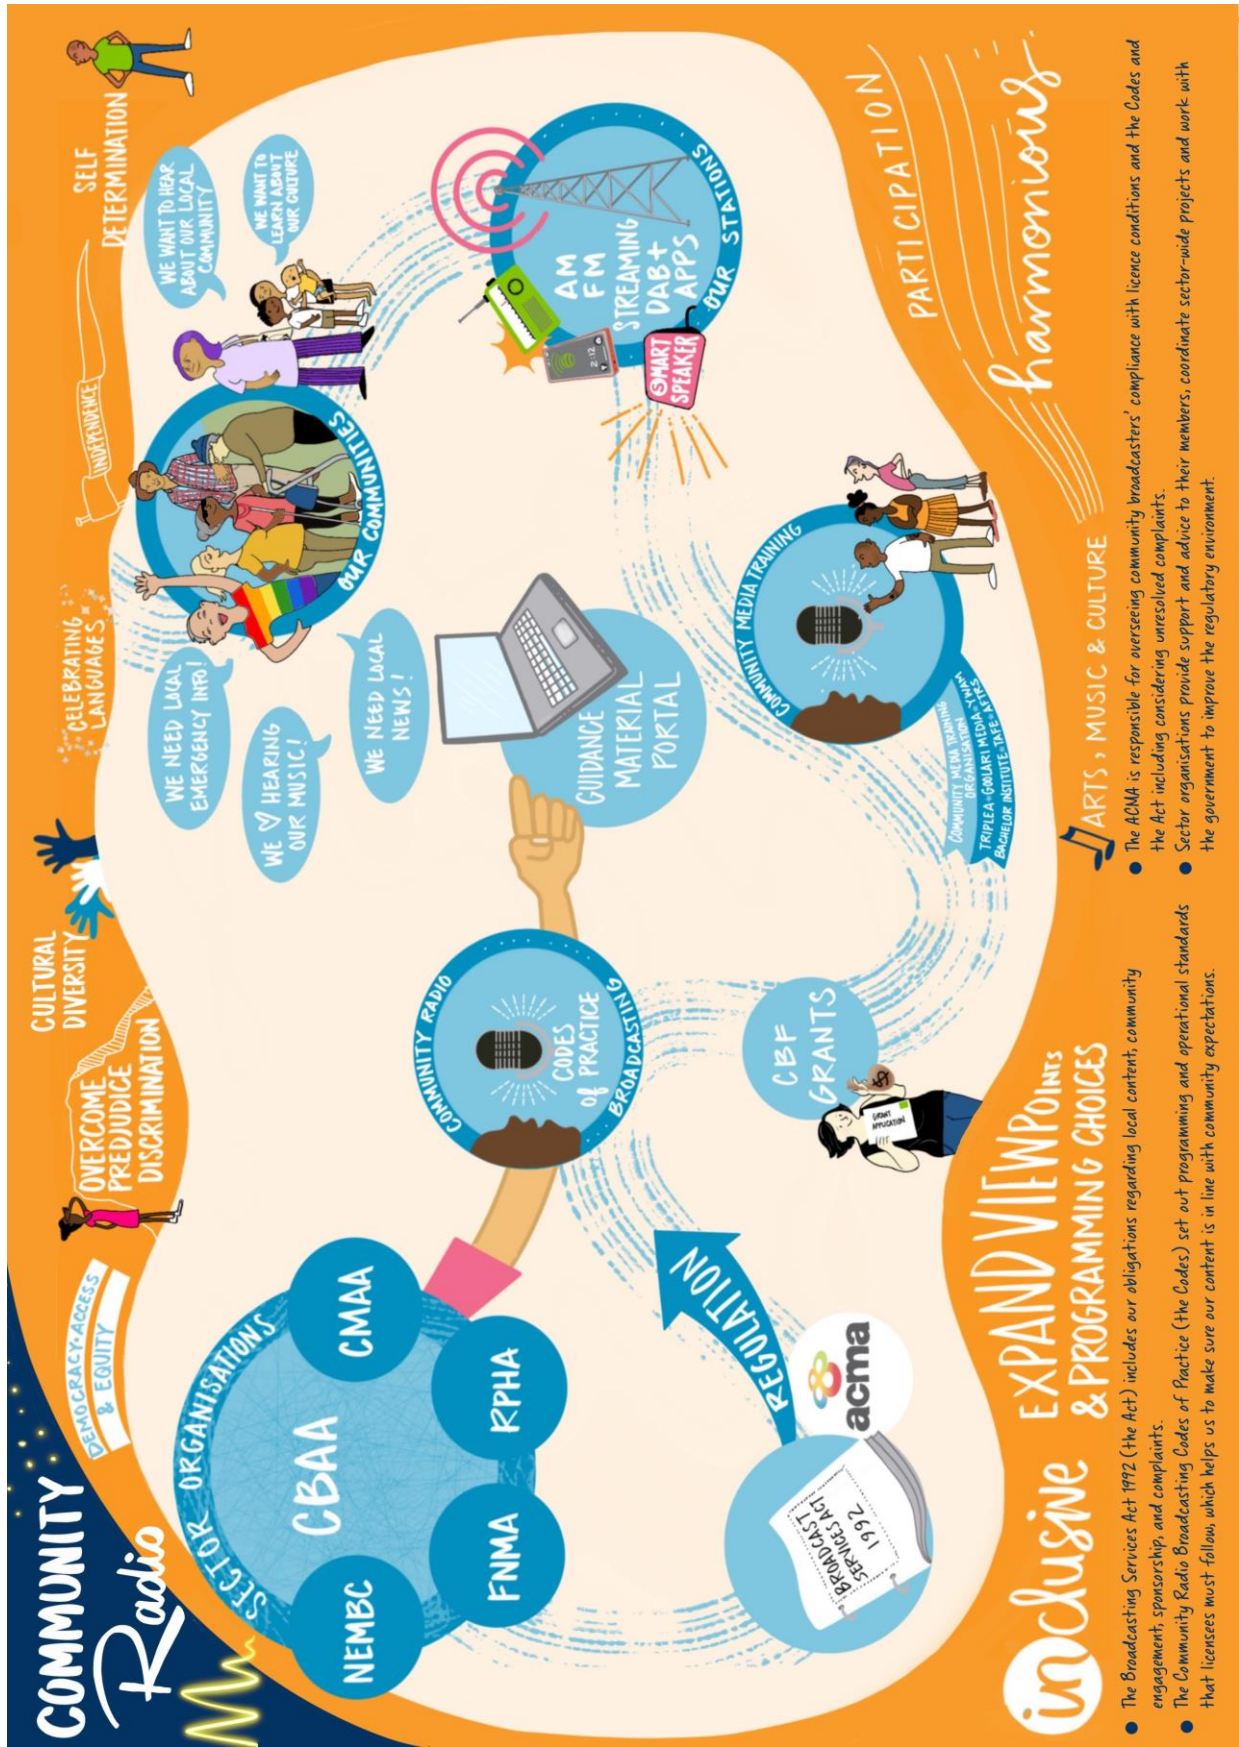 COMMUNITY
Radio
DEMOCRACY·ACCESS
& EQUITY
OVERCOME
PREDJUDICE
DISCRIMINATION
CULTURAL
DIVERSITY
CELEBRATING
LANGUAGES
INDEPENDENCE
SELF
DETERMINATION
SECTOR ORGANISATIONS
CBAA
CMAA
NEMBC
FNMA
RPHA
COMMUNITY RADIO
CODES
of PRACTICE
BROADCASTING
WE NEED LOCAL
EMERGENCY INFO!
WE ♡ HEARING
OUR MUSIC!
WE NEED LOCAL
NEWS!
OUR COMMUNITIES
WE WANT TO HEAR
ABOUT OUR LOCAL
COMMUNITY
WE WANT TO
LEARN ABOUT
OUR CULTURE
GUIDANCE
MATERIAL
PORTAL
AM
FM
STREAMING
DAB+
APPS
OUR STATIONS
2:12
SMART
SPEAKER
REGULATION
BROADCAST
SERVICES ACT
1992
acma
CBF
GRANTS
GRANT
APPLICATION
$
COMMUNITY MEDIA TRAINING
COMMUNITY MEDIA TRAINING
ORGANISATION
TRIPLEA·GOOLARI MEDIA·YWAM
BACHELOR INSTITUTE·TAFE·AFTRS
inclusive
EXPAND VIEWPOINTS
& PROGRAMMING CHOICES
ARTS, MUSIC & CULTURE
PARTICIPATION
harmonious
● The Broadcasting Services Act 1992 (the Act) includes our obligations regarding local content, community
engagement, sponsorship, and complaints.
● The Community Radio Broadcasting Codes of Practice (the Codes) set out programming and operational standards
that licensees must follow, which helps us to make sure our content is in line with community expectations.
● The ACMA is responsible for overseeing community broadcasters' compliance with licence conditions and the Codes and
the Act including considering unresolved complaints.
● Sector organisations provide support and advice to their members, coordinate sector-wide projects and work with
the government to improve the regulatory environment.